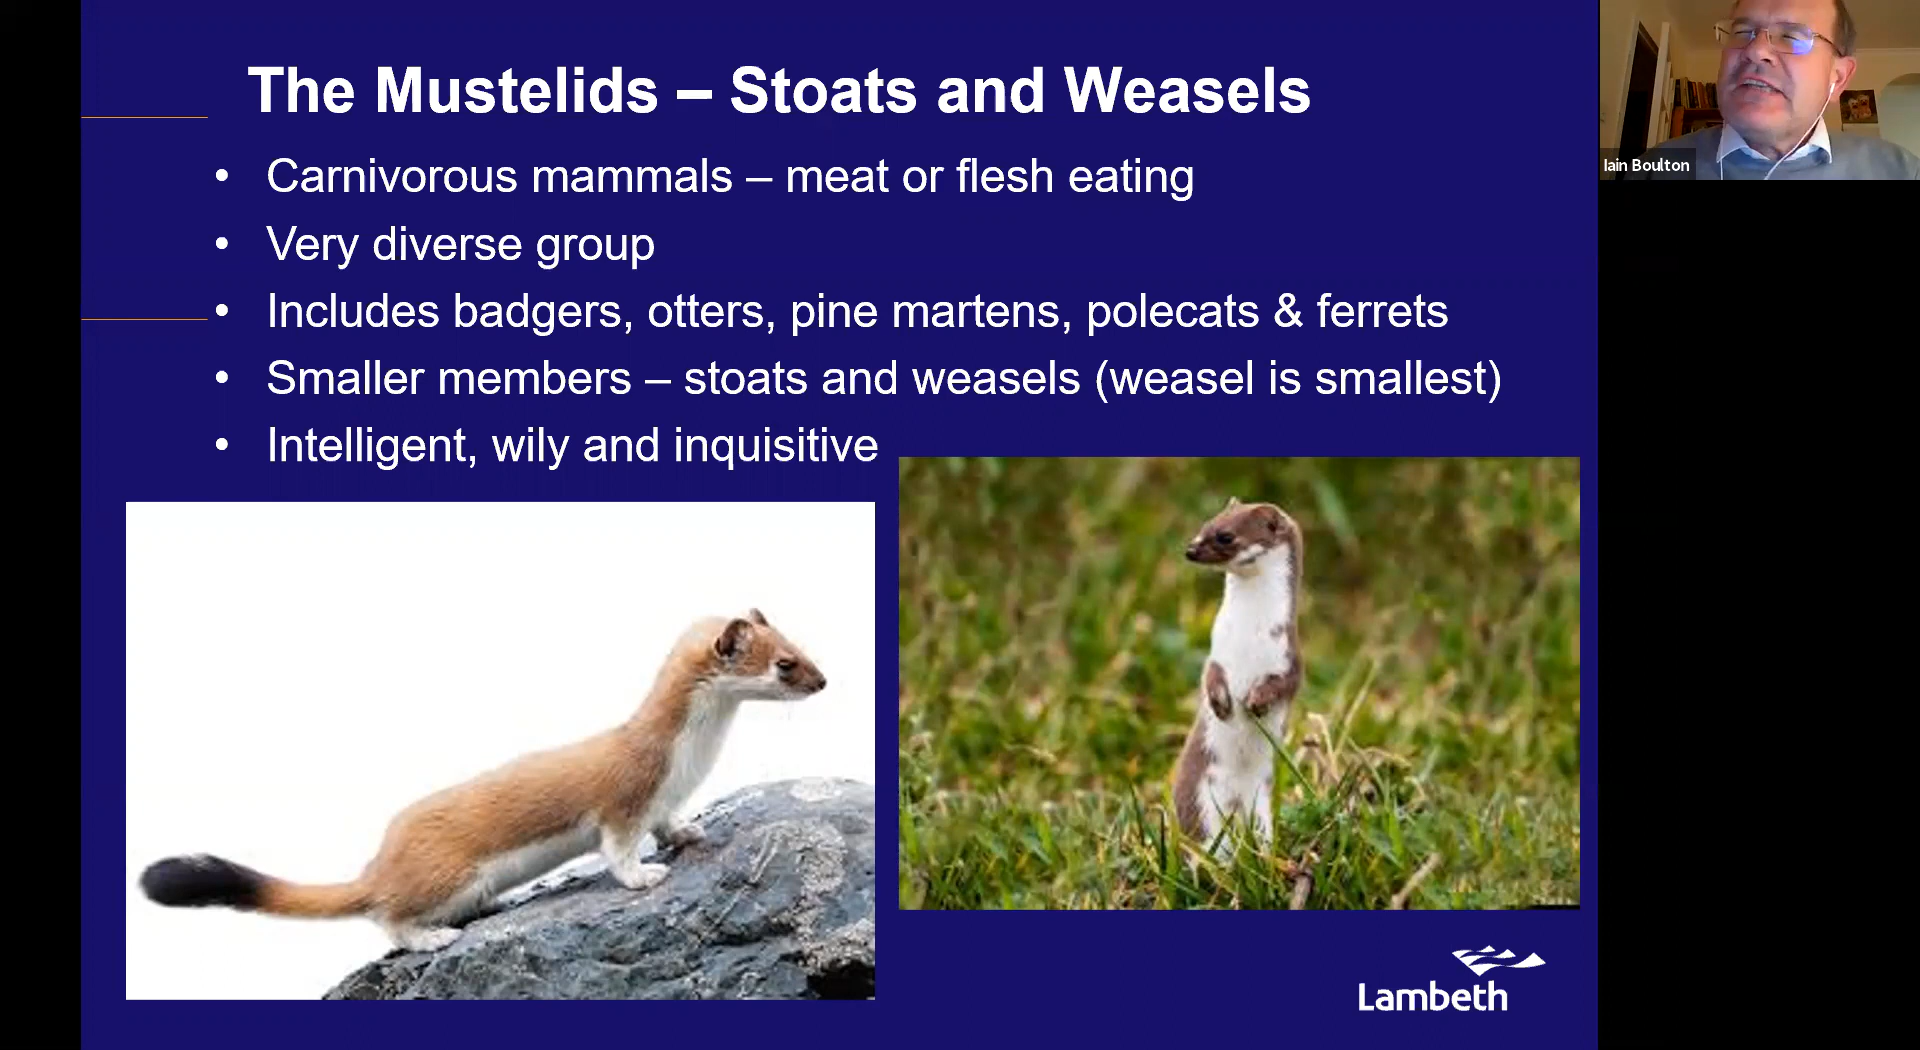 The Mustelids – Stoats and Weasels
• Carnivorous mammals – meat or flesh eating
• Very diverse group
• Includes badgers, otters, pine martens, polecats & ferrets
• Smaller members – stoats and weasels (weasel is smallest)
• Intelligent, wily and inquisitive
Lambeth
Iain Boulton